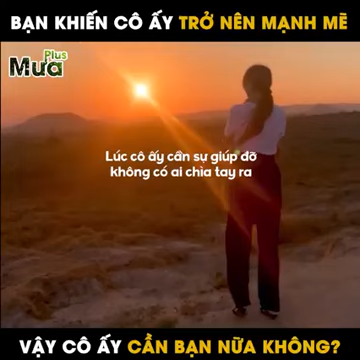 BẠN KHIẾN CÔ ẤY TRỞ NÊN MẠNH MẼ
Plus
Mưa
Lúc cô ấy cần sự giúp đỡ
không có ai chìa tay ra
VẬY CÔ ẤY CẦN BẠN NỮA KHÔNG?